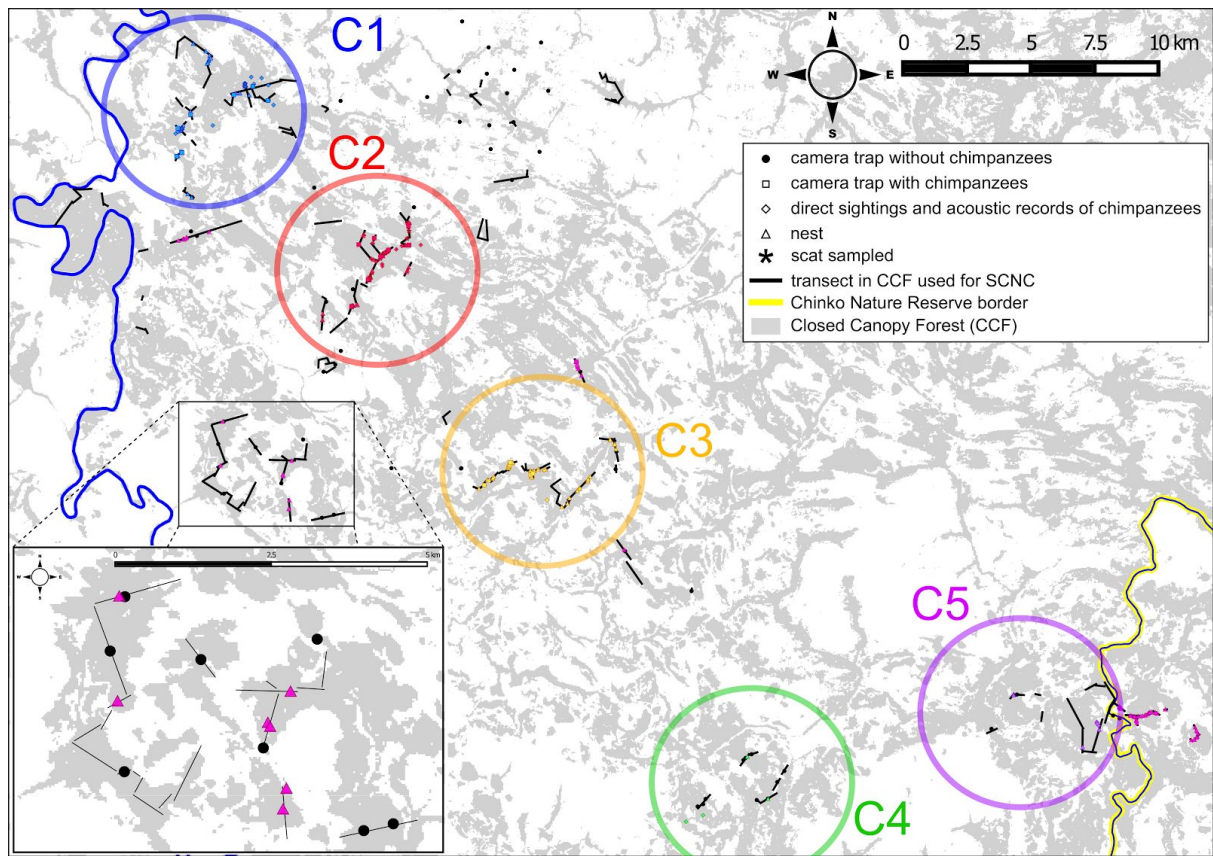 C1
N
W
E
S
0 2.5 5 7.5 10 km
C2
camera trap without chimpanzees
camera trap with chimpanzees
direct sightings and acoustic records of chimpanzees
nest
scat sampled
transect in CCF used for SCNC
Chinko Nature Reserve border
Closed Canopy Forest (CCF)
C3
0 2.5 5 km
W
E
C5
C4